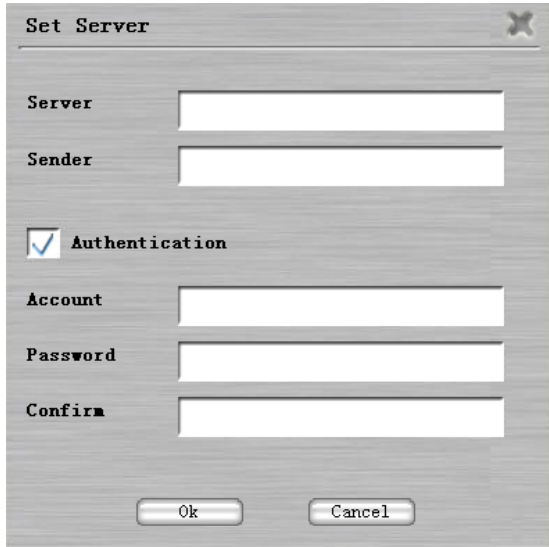 Set Server
Server
Sender
Authentication
Account
Password
Confirm
Ok Cancel